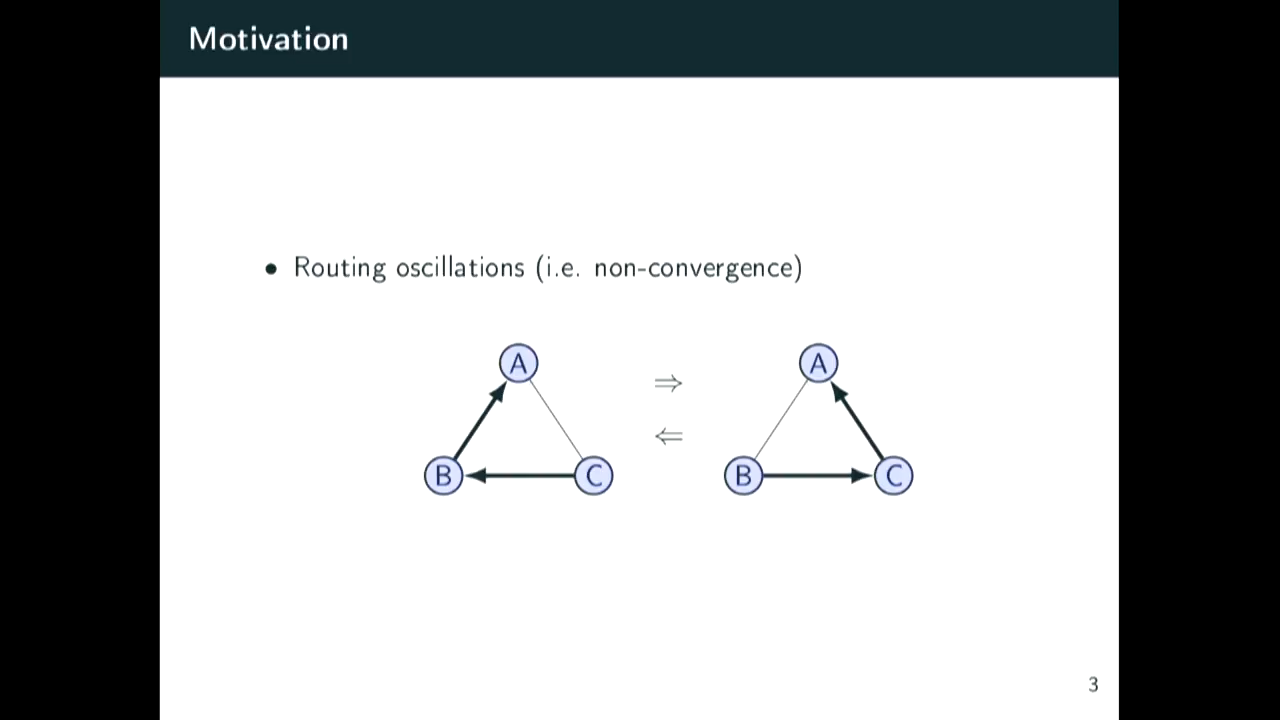 Motivation
• Routing oscillations (i.e. non-convergence)
A ⇒ A
⇐
B C B C
3